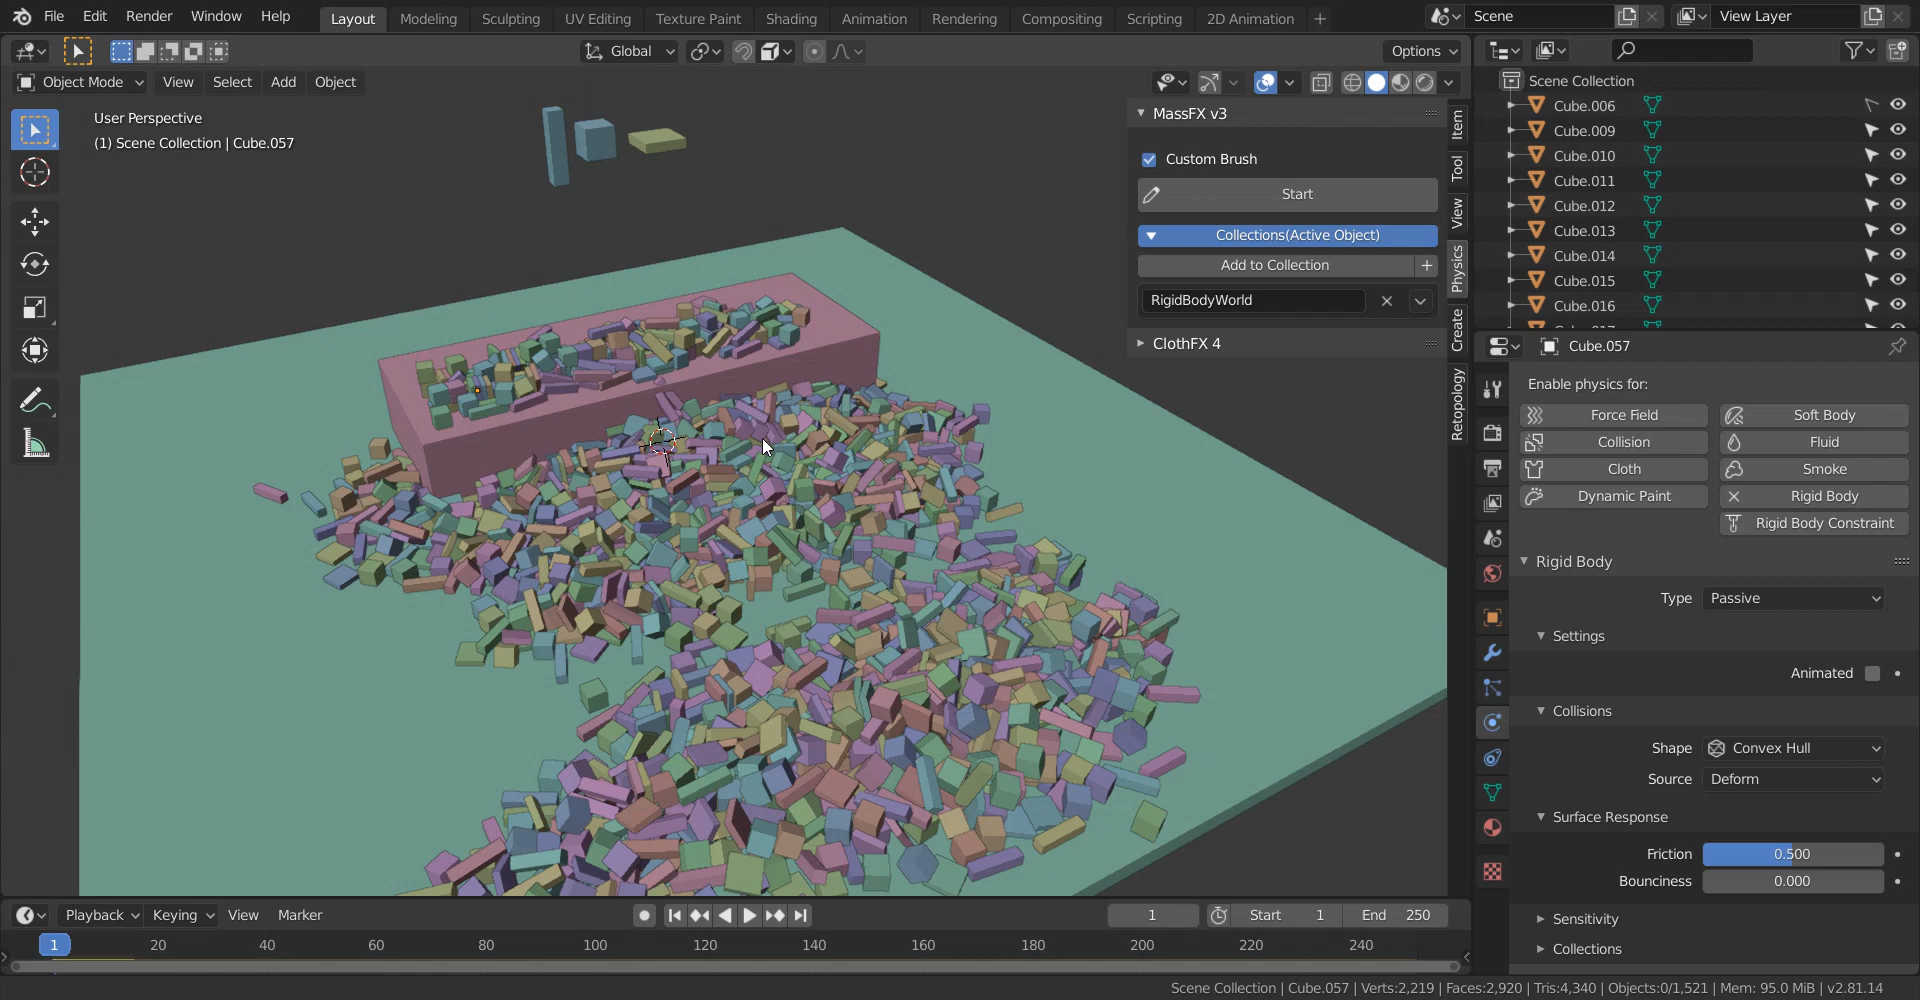 File Edit Render Window Help
Layout Modeling Sculpting UV Editing Texture Paint Shading Animation Rendering Compositing Scripting 2D Animation
Scene
View Layer
Global
Options
Object Mode View Select Add Object
User Perspective
(1) Scene Collection | Cube.057
MassFX v3
Custom Brush
Start
Collections(Active Object)
Add to Collection
RigidBodyWorld
ClothFX 4
Item
Tool
View
Physics
Create
Retopology
Scene Collection
Cube.006
Cube.009
Cube.010
Cube.011
Cube.012
Cube.013
Cube.014
Cube.015
Cube.016
Cube.057
Enable physics for:
Force Field Soft Body
Collision Fluid
Cloth Smoke
Dynamic Paint Rigid Body
Rigid Body Constraint
Rigid Body
Type Passive
Settings
Animated
Collisions
Shape Convex Hull
Source Deform
Surface Response
Friction 0.500
Bounciness 0.000
Sensitivity
Collections
Playback Keying View Marker
1 Start 1 End 250
1 20 40 60 80 100 120 140 160 180 200 220 240
Scene Collection | Cube.057 | Verts:2,219 | Faces:2,920 | Tris:4,340 | Objects:0/1,521 | Mem: 95.0 MiB | v2.81.14